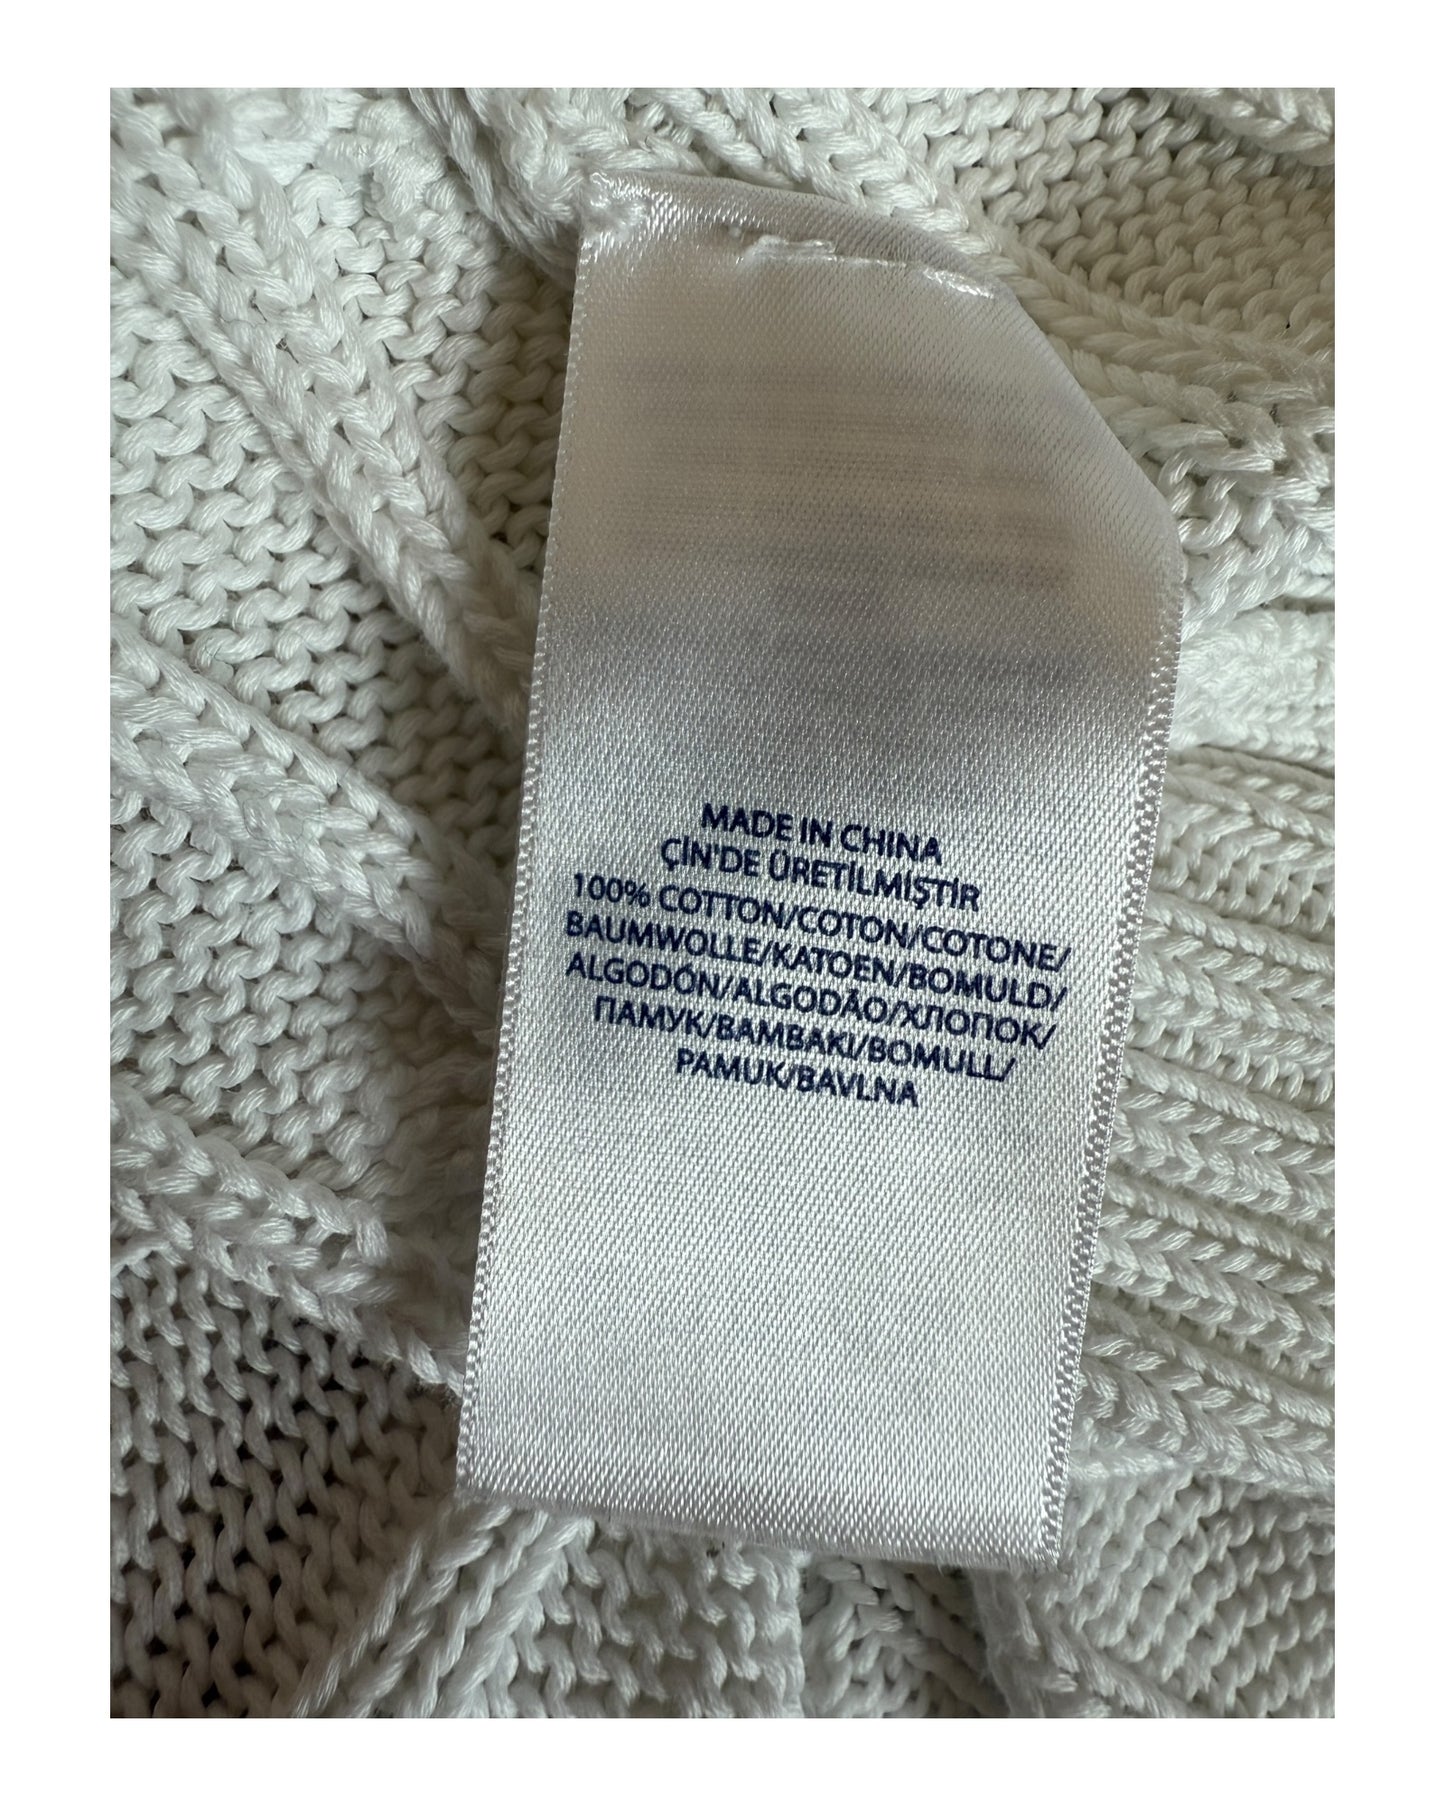 MADE IN CHINA
ÇİN'DE ÜRETİLMİŞTİR
100% COTTON/COTON/COTONE/
BAUMWOLLE/KATOEN/BOMULD/
ALGODÓN/ALGODÃO/ХЛОПОК/
ПАМУК/ΒΑΜΒΑΚΙ/BOMULL/
PAMUK/BAVLNA